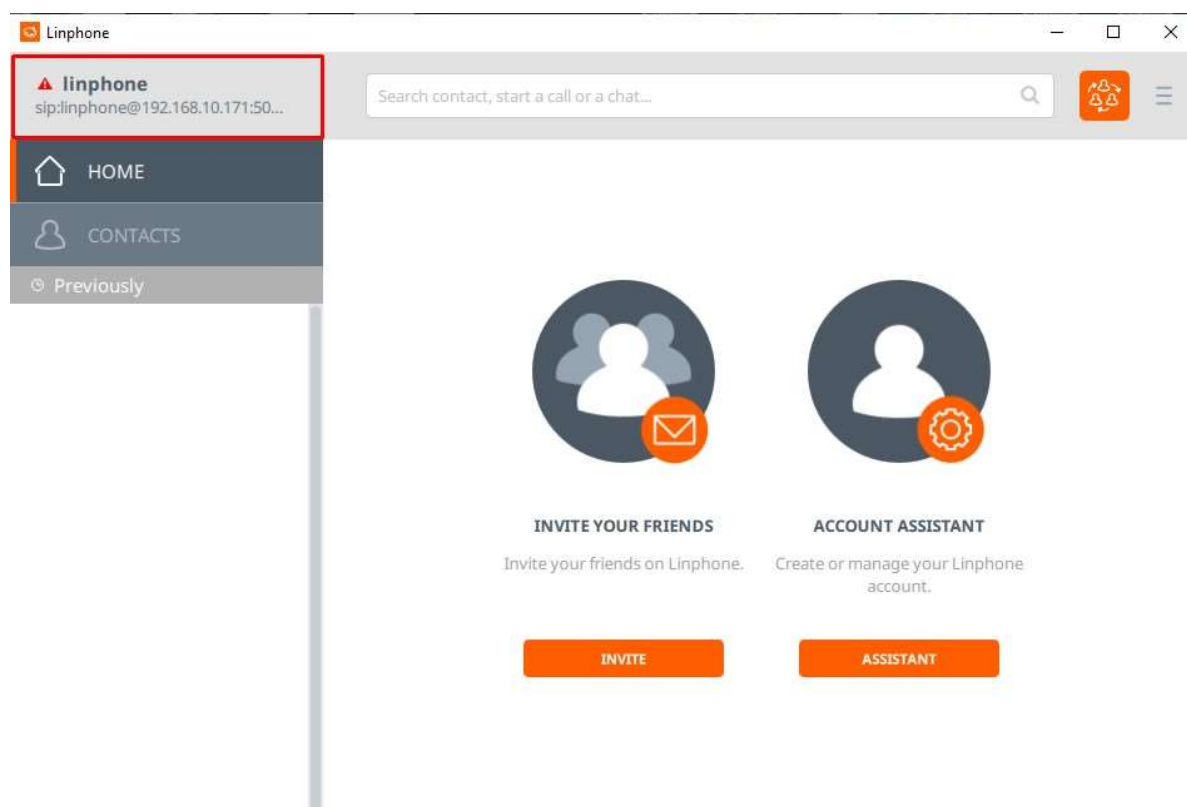 Linphone
linphone
sip:linphone@192.168.10.171:50...
Search contact, start a call or a chat...
HOME
CONTACTS
Previously
INVITE YOUR FRIENDS
Invite your friends on Linphone.
INVITE
ACCOUNT ASSISTANT
Create or manage your Linphone
account.
ASSISTANT